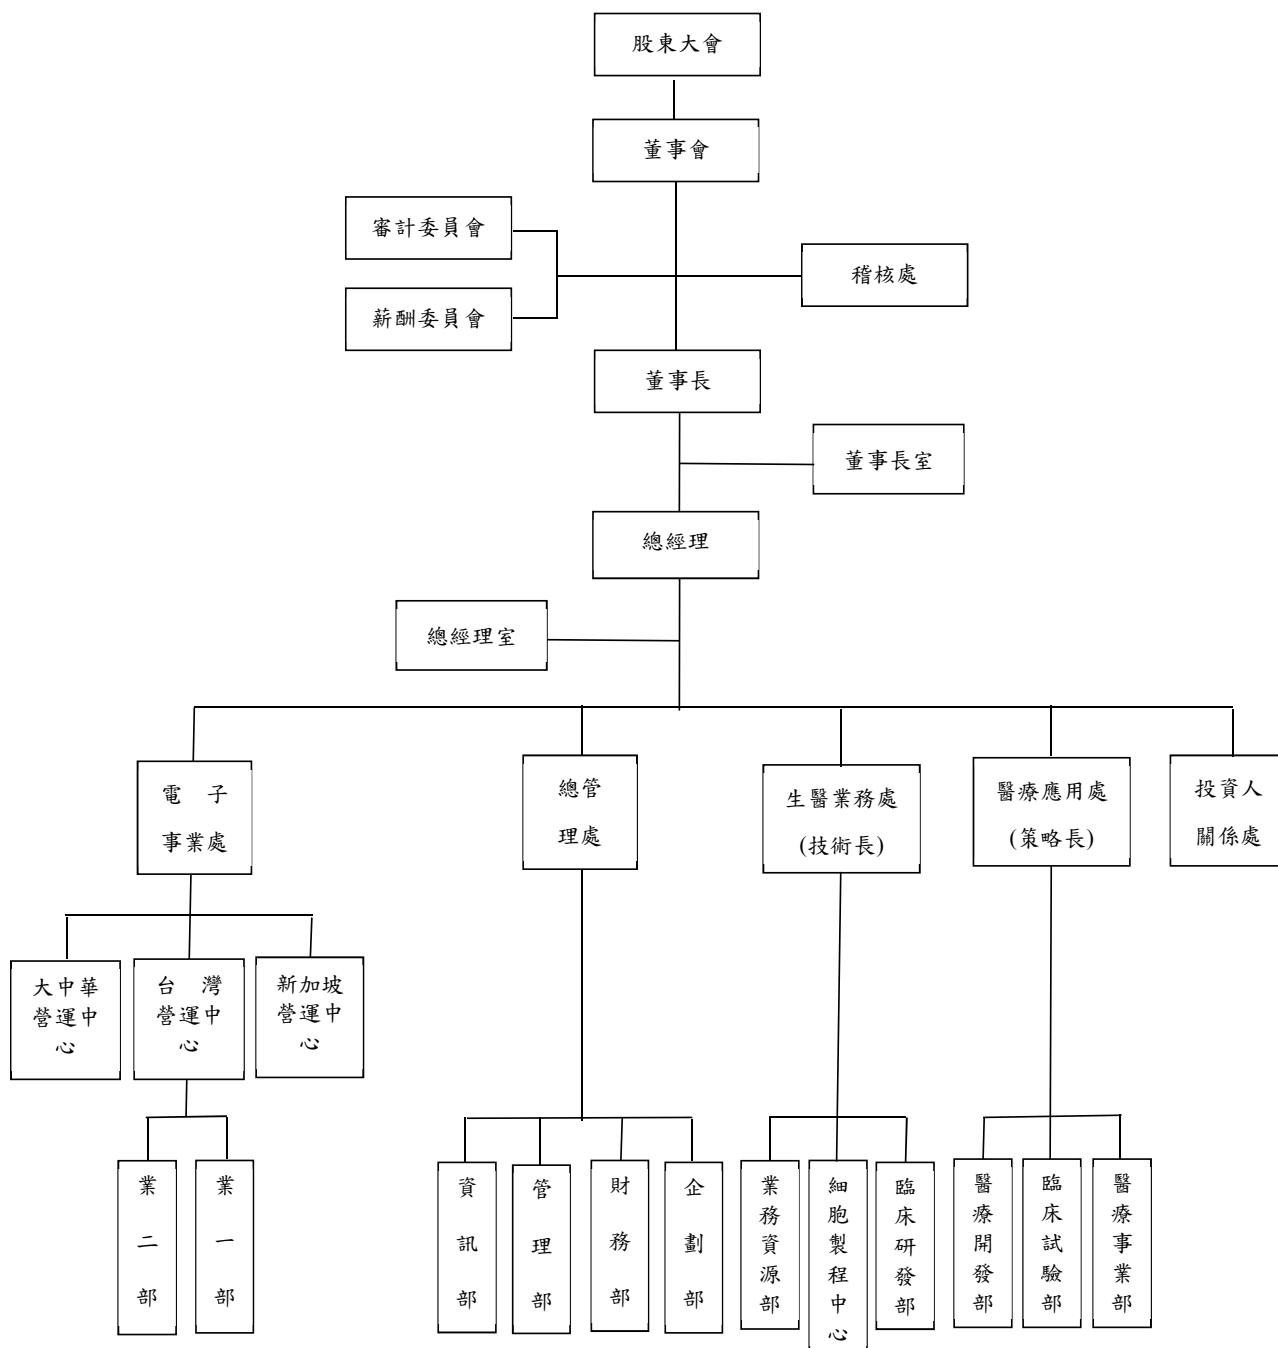 股東大會
董事會
審計委員會
稽核處
薪酬委員會
董事長
董事長室
總經理
總經理室
電　子
事業處
總管
理處
生醫業務處
(技術長)
醫療應用處
(策略長)
投資人
關係處
大中華
營運中
心
台　灣
營運中
心
新加坡
營運中
心
業二部
業一部
資訊部
管理部
財務部
企劃部
業務資源部
細胞製程中心
臨床研發部
醫療開發部
臨床試驗部
醫療事業部